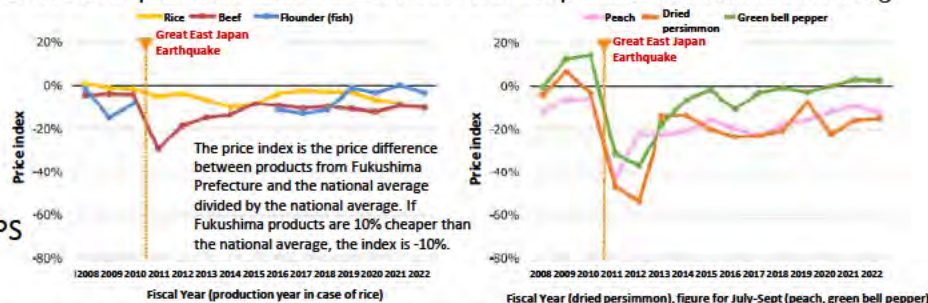 Rice Beef Flounder (fish)
Great East Japan
Earthquake
20%
0%
-20%
-40%
-60%
-80%
Price index
The price index is the price difference
between products from Fukushima
Prefecture and the national average
divided by the national average. If
Fukushima products are 10% cheaper than
the national average, the index is -10%.
2008 2009 2010 2011 2012 2013 2014 2015 2016 2017 2018 2019 2020 2021 2022
Fiscal Year (production year in case of rice)
PS
Peach Dried Green bell pepper
persimmon
Great East Japan
Earthquake
20%
0%
-20%
-40%
-60%
-80%
Price index
2008 2009 2010 2011 2012 2013 2014 2015 2016 2017 2018 2019 2020 2021 2022
Fiscal Year (dried persimmon), figure for July-Sept (peach, green bell pepper)